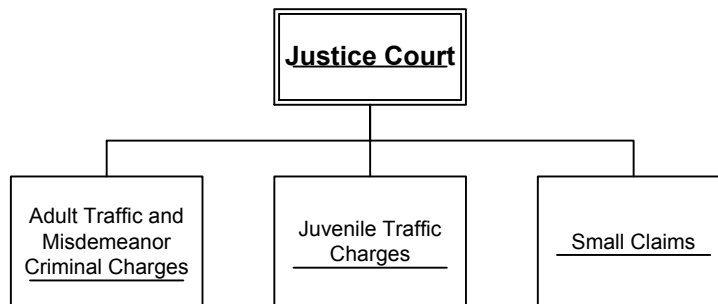 Justice Court
Adult Traffic and
Misdemeanor
Criminal Charges
Juvenile Traffic
Charges
Small Claims